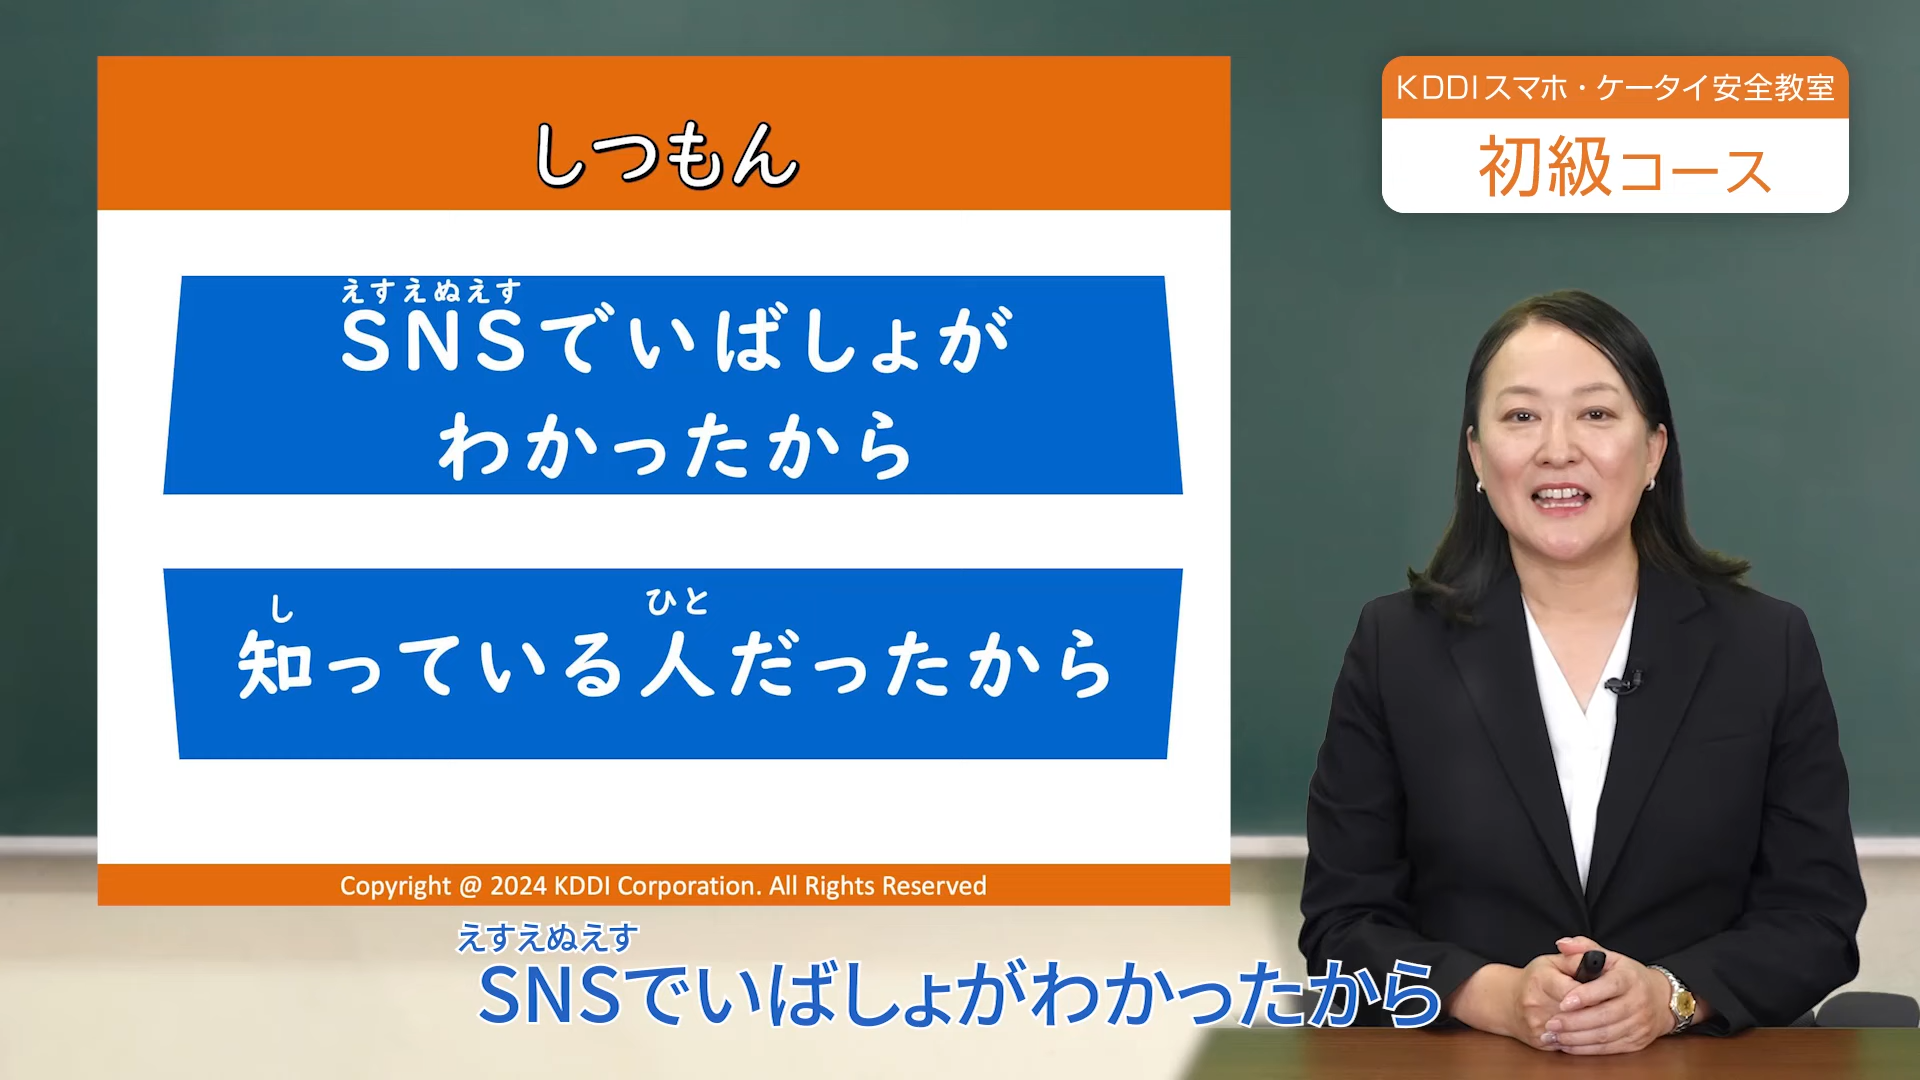 しつもん
えすえぬえす
SNSでいばしょが
わかったから
し ひと
知っている人だったから
Copyright @ 2024 KDDI Corporation. All Rights Reserved
KDDIスマホ・ケータイ安全教室
初級コース
えすえぬえす
SNSでいばしょがわかったから